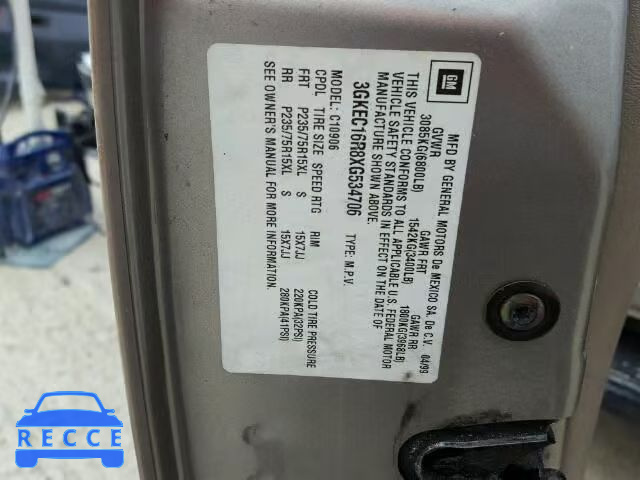 GM
MFD BY GENERAL MOTORS De MEXICO SA. De C.V. 04/99
GVWR GAWR FRT GAWR RR
3085KG(6800LB) 1542KG(3400LB) 1800KG(3968LB)
THIS VEHICLE CONFORMS TO ALL APPLICABLE U.S. FEDERAL MOTOR
VEHICLE SAFETY STANDARDS IN EFFECT ON THE DATE OF
MANUFACTURE SHOWN ABOVE.
3GKEC16R8XG534706 TYPE: M.P.V.
MODEL: C10906
CPDL TIRE SIZE SPEED RTG RIM COLD TIRE PRESSURE
FRT P235/75R15XL S 15X7JJ 220KPA(32PSI)
RR P235/75R15XL S 15X7JJ 280KPA(41PSI)
SEE OWNER'S MANUAL FOR MORE INFORMATION.
RECCE